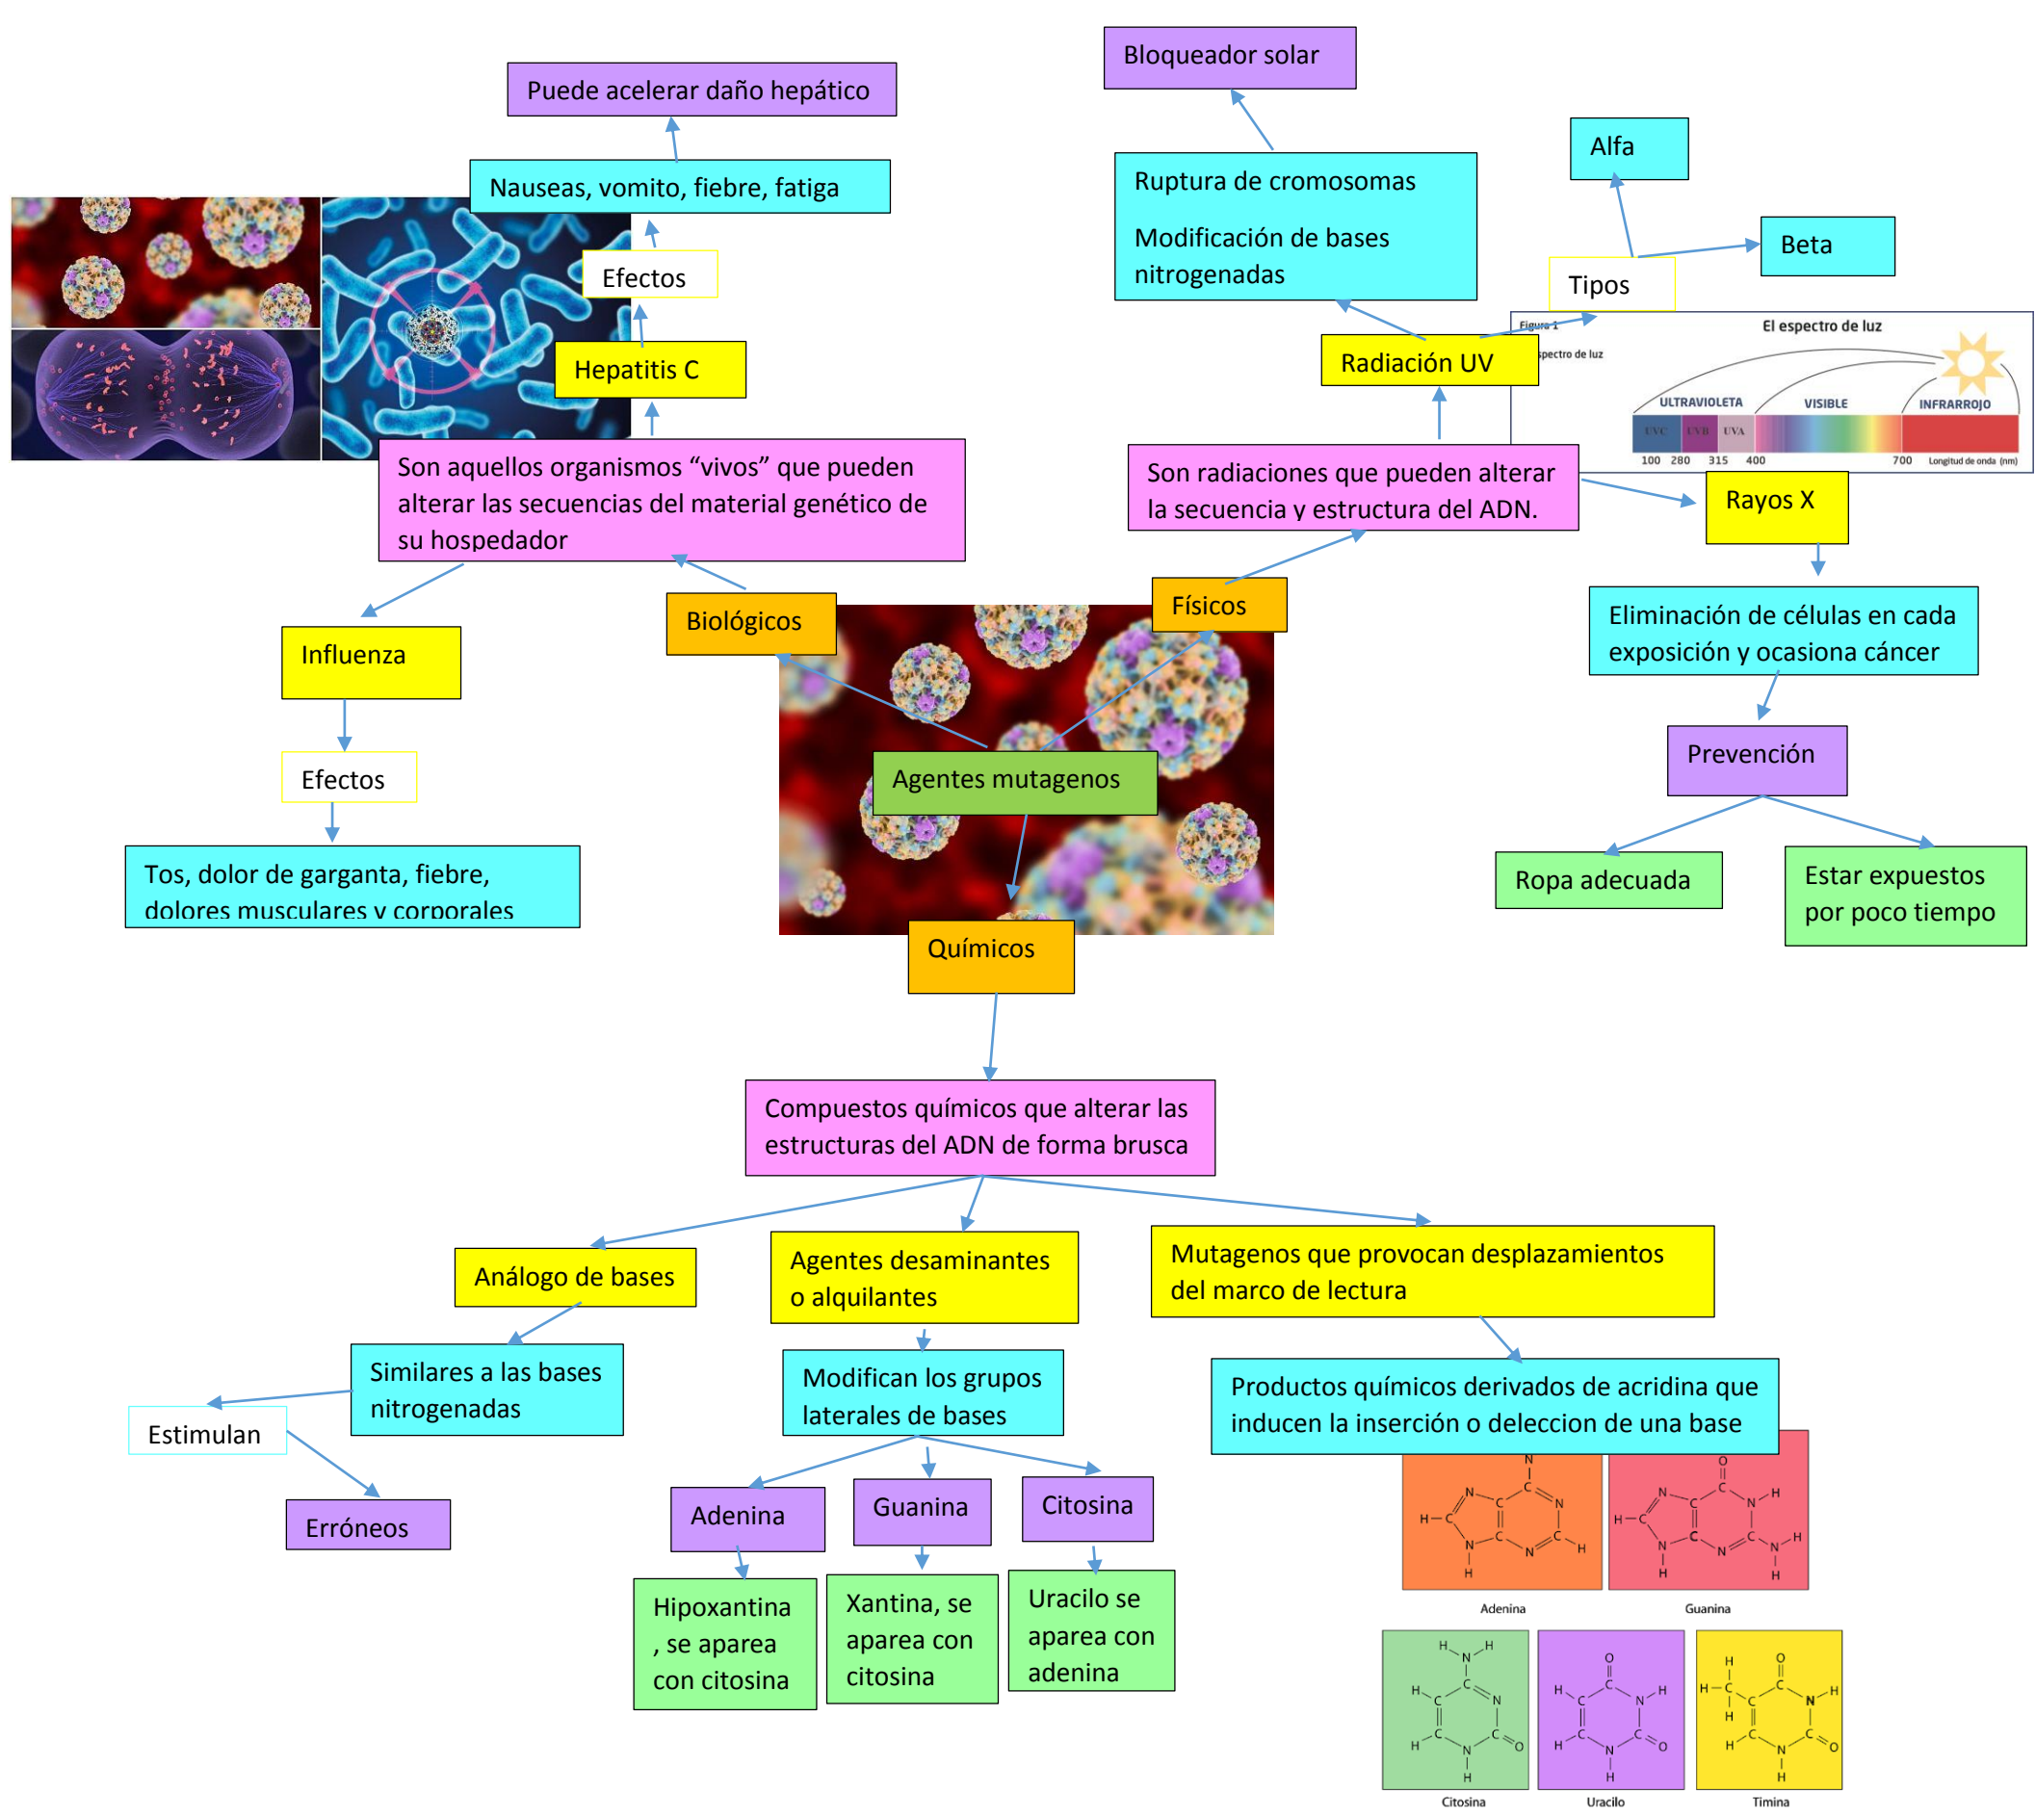 Bloqueador solar
Puede acelerar daño hepático
Alfa
Nauseas, vomito, fiebre, fatiga
Ruptura de cromosomas
Modificación de bases
nitrogenadas
Beta
Efectos
Tipos
Hepatitis C
Radiación UV
Figura 1
El espectro de luz
spectro de luz
ULTRAVIOLETA
VISIBLE
INFRARROJO
UVC UVB UVA
100 280 315 400 700 Longitud de onda (nm)
Son aquellos organismos “vivos” que pueden
alterar las secuencias del material genético de
su hospedador
Son radiaciones que pueden alterar
la secuencia y estructura del ADN.
Rayos X
Influenza
Biológicos
Físicos
Eliminación de células en cada
exposición y ocasiona cáncer
Efectos
Agentes mutagenos
Prevención
Tos, dolor de garganta, fiebre,
dolores musculares y corporales
Ropa adecuada
Estar expuestos
por poco tiempo
Químicos
Compuestos químicos que alterar las
estructuras del ADN de forma brusca
Análogo de bases
Agentes desaminantes
o alquilantes
Mutagenos que provocan desplazamientos
del marco de lectura
Similares a las bases
nitrogenadas
Modifican los grupos
laterales de bases
Productos químicos derivados de acridina que
inducen la inserción o deleccion de una base
Estimulan
Erróneos
Adenina
Guanina
Citosina
Hipoxantina
, se aparea
con citosina
Xantina, se
aparea con
citosina
Uracilo se
aparea con
adenina
N
N C N
H C C C
N N H
H
Adenina
O
N C N H
H C C C H
N N N
H H
Guanina
H H
N
H C N
C
C C
H N O
H
Citosina
O
H C N H
C
C C
H N O
H
Uracilo
H O
H C C N H
H C
C C
H N O
H
Timina